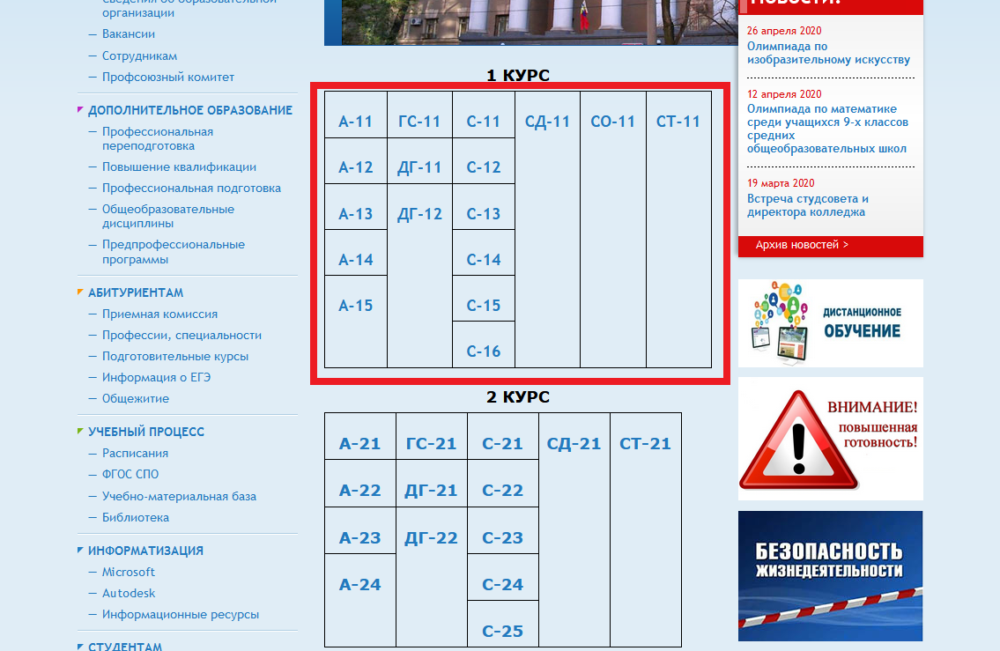 Сведения об образовательной
организации
— Вакансии
— Сотрудникам
— Профсоюзный комитет
ДОПОЛНИТЕЛЬНОЕ ОБРАЗОВАНИЕ
— Профессиональная
переподготовка
— Повышение квалификации
— Профессиональная подготовка
— Общеобразовательные
дисциплины
— Предпрофессиональные
программы
АБИТУРИЕНТАМ
— Приемная комиссия
— Профессии, специальности
— Подготовительные курсы
— Информация о ЕГЭ
— Общежитие
УЧЕБНЫЙ ПРОЦЕСС
— Расписания
— ФГОС СПО
— Учебно-материальная база
— Библиотека
ИНФОРМАТИЗАЦИЯ
— Microsoft
— Autodesk
— Информационные ресурсы
СТУДЕНТАМ
1 КУРС
А-11 ГС-11 С-11 СД-11 СО-11 СТ-11
А-12 ДГ-11 С-12
А-13 ДГ-12 С-13
А-14 С-14
А-15 С-15
С-16
2 КУРС
А-21 ГС-21 С-21 СД-21 СТ-21
А-22 ДГ-21 С-22
А-23 ДГ-22 С-23
А-24 С-24
С-25
НОВОСТИ:
26 апреля 2020
Олимпиада по
изобразительному искусству
12 апреля 2020
Олимпиада по математике
среди учащихся 9-х классов
средних
общеобразовательных школ
19 марта 2020
Встреча студсовета и
директора колледжа
Архив новостей >
ДИСТАНЦИОННОЕ
ОБУЧЕНИЕ
ВНИМАНИЕ!
повышенная
готовность!
БЕЗОПАСНОСТЬ
ЖИЗНЕДЕЯТЕЛЬНОСТИ